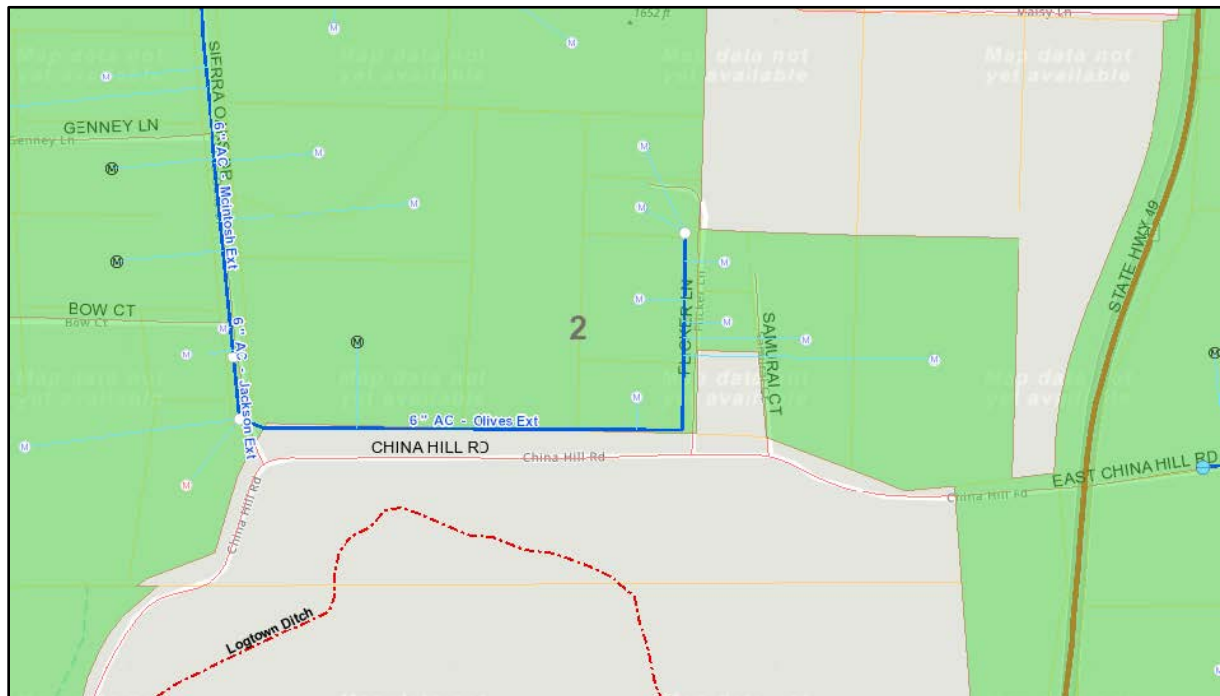 1652 ft
Maisy Ln
Map data not
yet available
Map data not
yet available
Map data not
yet available
Map data not
yet available
M
M
M
GENNEY LN
Genney Ln
M
M
M
M
M
M
M
6" AC - Mcintosh Ext
STATE HWY 49
BOW CT
Bow Ct
M
M
M
M
2
FLICKER LN
Flicker Ln
SAMURAI CT
M
M
M
M
M
M
6" AC - Jackson Ext
Map data not
yet available
Map data not
yet available
Map data not
yet available
Map data not
yet available
M
6" AC - Olives Ext
M
CHINA HILL RD
China Hill Rd
EAST CHINA HILL RD
China Hill Rd
M
China Hill Rd
Logtown Ditch
M